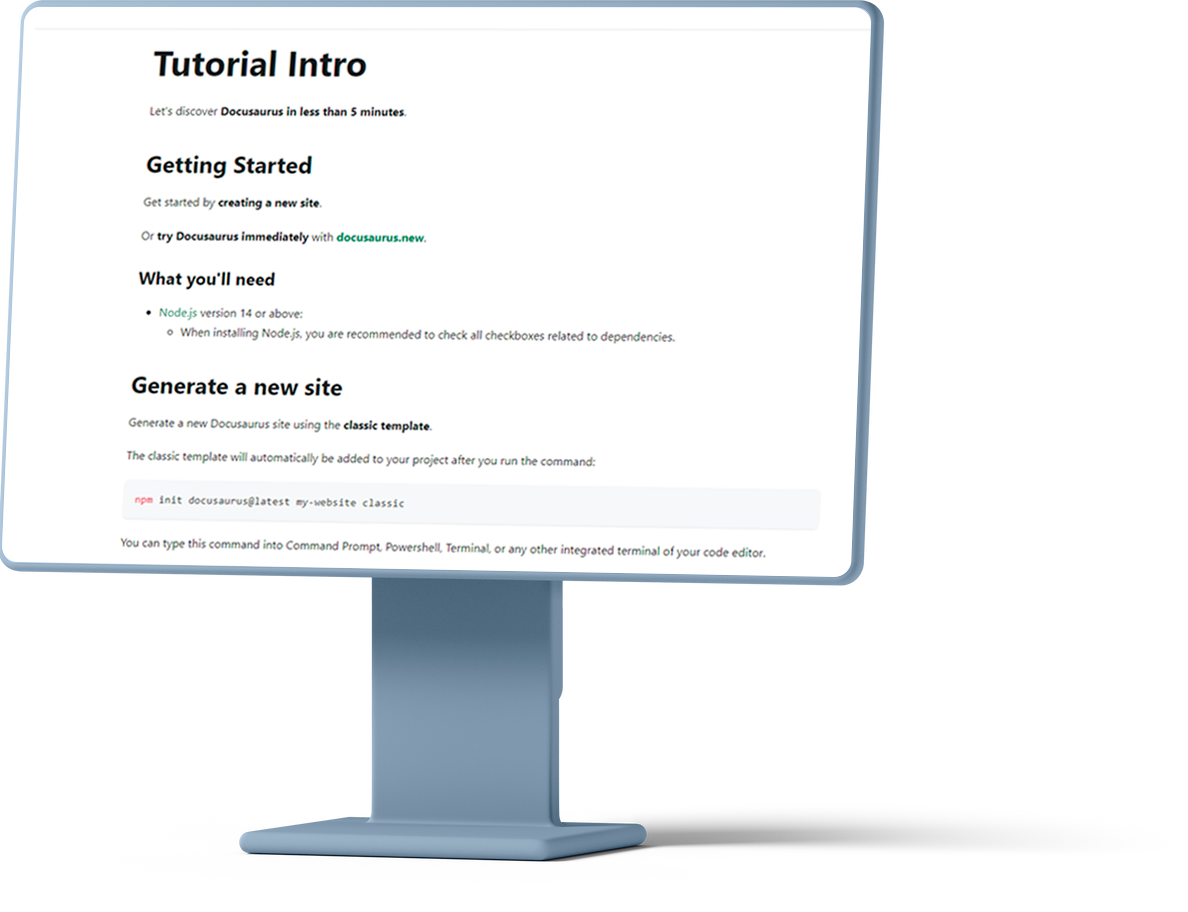 Tutorial Intro
Let's discover Docusaurus in less than 5 minutes.
Getting Started
Get started by creating a new site.
Or try Docusaurus immediately with docusaurus.new.
What you'll need
• Node.js version 14 or above:
○ When installing Node.js, you are recommended to check all checkboxes related to dependencies.
Generate a new site
Generate a new Docusaurus site using the classic template.
The classic template will automatically be added to your project after you run the command:
npm init docusaurus@latest my-website classic
You can type this command into Command Prompt, Powershell, Terminal, or any other integrated terminal of your code editor.